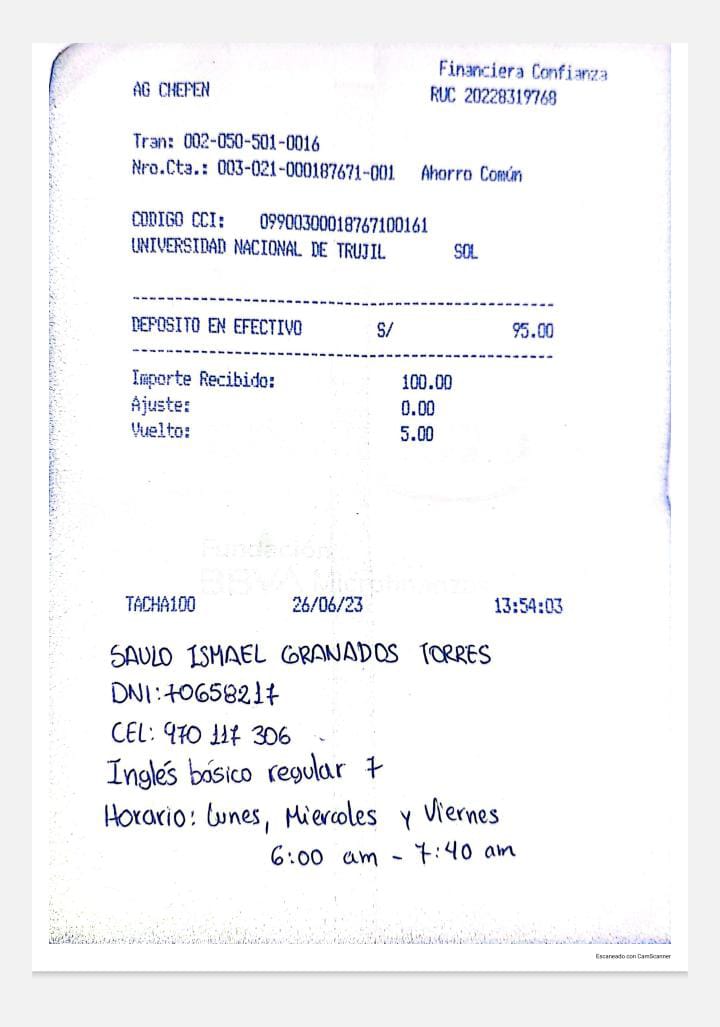 Financiera Confianza
AG CHEPEN
RUC 20228319768
Tran: 002-050-501-0016
Nro.Cta.: 003-021-000187671-001 Ahorro Común
CODIGO CCI: 09900300018767100161
UNIVERSIDAD NACIONAL DE TRUJIL SOL
DEPOSITO EN EFECTIVO S/ 95.00
Importe Recibido: 100.00
Ajuste: 0.00
Vuelto: 5.00
Fundación
BBVA Microfinanzas
TACHA100 26/06/23 13:54:03
SAULO ISMAEL GRANADOS TORRES
DNI: 70658217
CEL: 970 117 306
Inglés básico regular 7
Horario: Lunes, Miercoles y Viernes
6:00 am - 7:40 am
Escaneado con CamScanner